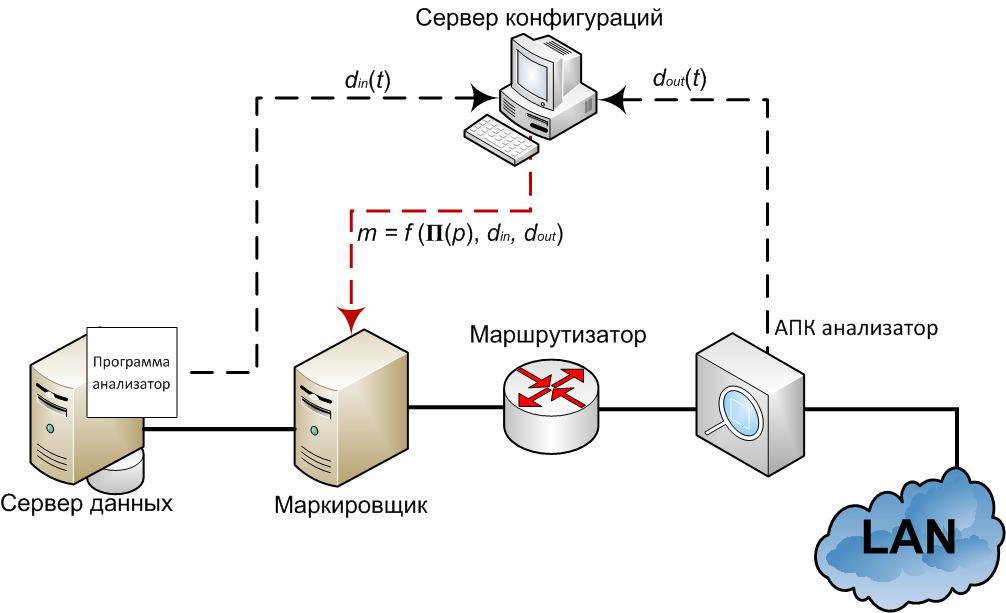 Сервер конфигураций
din(t)
dout(t)
m = f (П(p), din, dout)
Маршрутизатор
АПК анализатор
Программа
анализатор
Сервер данных
Маркировщик
LAN